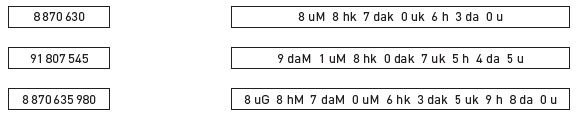 8 870 630 8 uM 8 hk 7 dak 0 uk 6 h 3 da 0 u
91 807 545 9 daM 1 uM 8 hk 0 dak 7 uk 5 h 4 da 5 u
8 870 635 980 8 uG 8 hM 7 daM 0 uM 6 hk 3 dak 5 uk 9 h 8 da 0 u